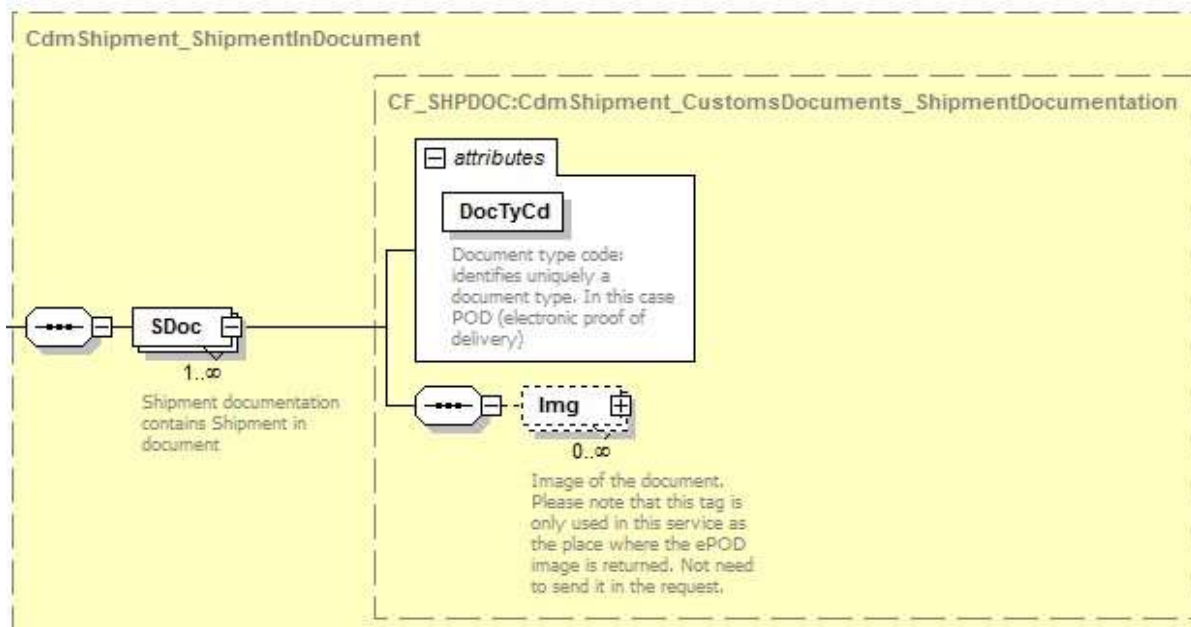 CdmShipment_ShipmentInDocument
CF_SHPDOC:CdmShipment_CustomsDocuments_ShipmentDocumentation
attributes
DocTyCd
Document type code:
identifies uniquely a
document type. In this case
POD (electronic proof of
delivery)
SDoc
1..∞
Shipment documentation
contains Shipment in
document
Img
0..∞
Image of the document.
Please note that this tag is
only used in this service as
the place where the ePOD
image is returned. Not need
to send it in the request.